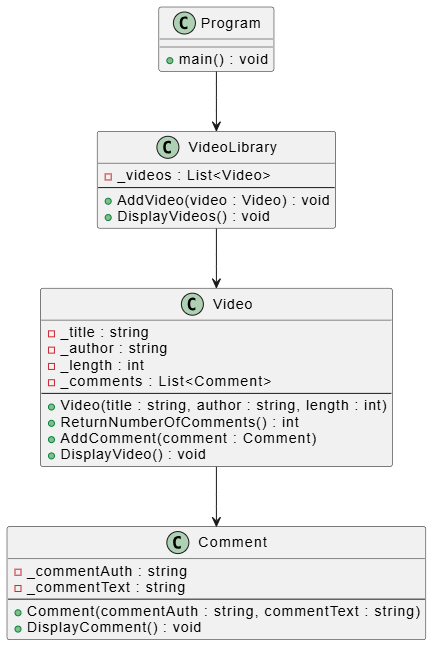 C Program
main() : void
C VideoLibrary
_videos : List<Video>
AddVideo(video : Video) : void
DisplayVideos() : void
C Video
_title : string
_author : string
_length : int
_comments : List<Comment>
Video(title : string, author : string, length : int)
ReturnNumberOfComments() : int
AddComment(comment : Comment)
DisplayVideo() : void
C Comment
_commentAuth : string
_commentText : string
Comment(commentAuth : string, commentText : string)
DisplayComment() : void